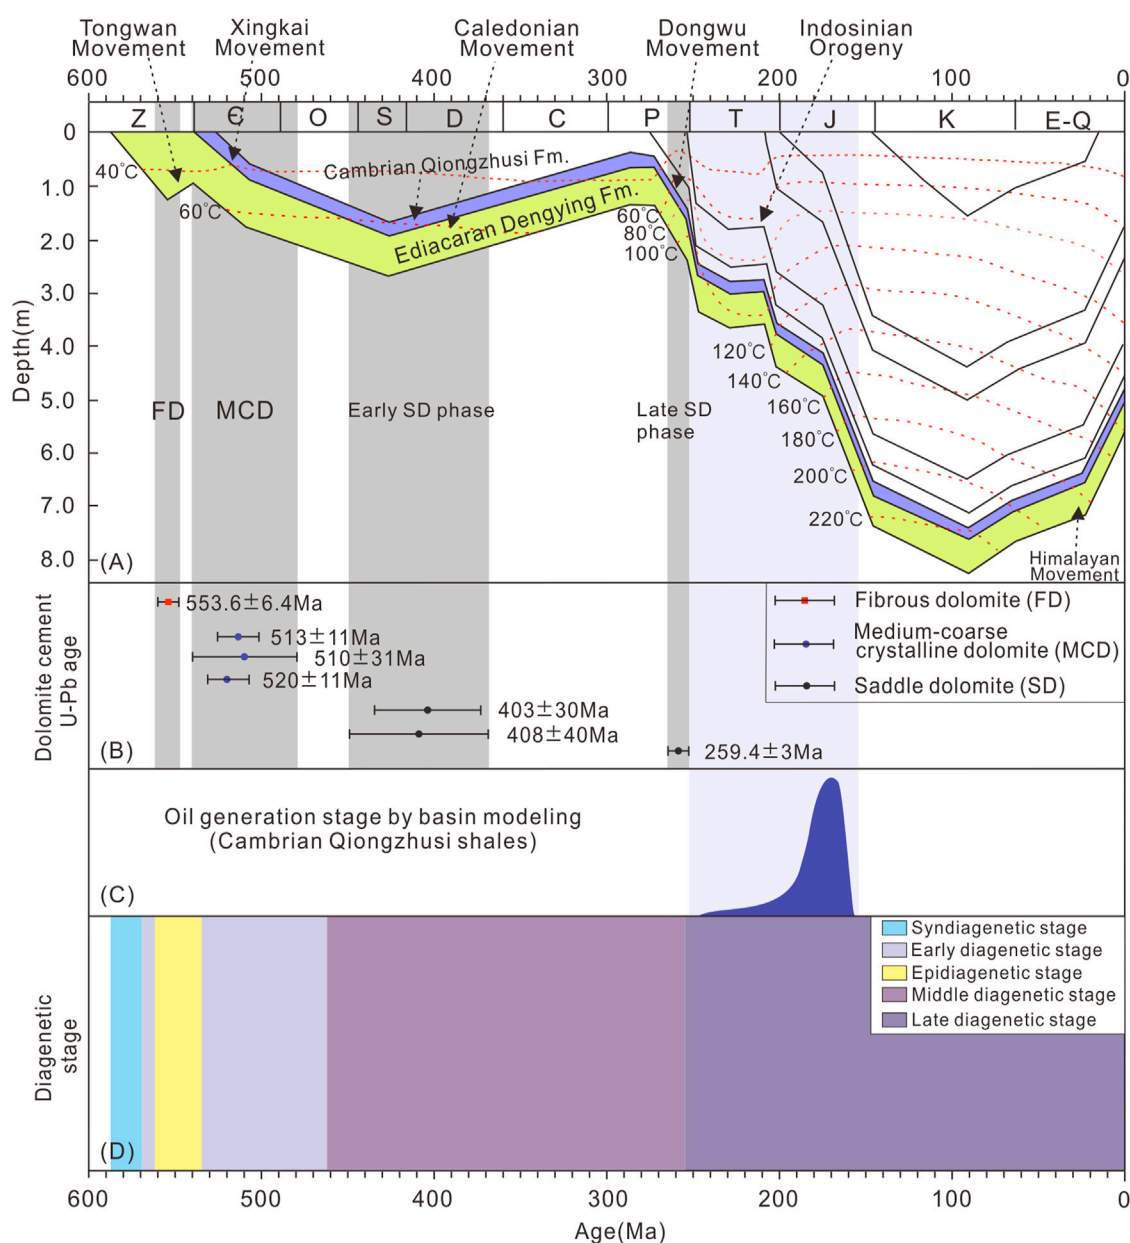 Tongwan
Movement
Xingkai
Movement
Caledonian
Movement
Dongwu
Movement
Indosinian
Orogeny
600 500 400 300 200 100 0
Z Є O S D C P T J K E-Q
Depth(m)
0
1.0
2.0
3.0
4.0
5.0
6.0
7.0
8.0
40°C
60°C
Cambrian Qiongzhusi Fm.
Ediacaran Dengying Fm.
60°C
80°C
100°C
120°C
140°C
160°C
180°C
200°C
220°C
FD
MCD
Early SD phase
Late SD
phase
Himalayan
Movement
(A)
Dolomite cement
U-Pb age
553.6±6.4Ma
513±11Ma
510±31Ma
520±11Ma
403±30Ma
408±40Ma
259.4±3Ma
Fibrous dolomite (FD)
Medium-coarse
crystalline dolomite (MCD)
Saddle dolomite (SD)
(B)
Oil generation stage by basin modeling
(Cambrian Qiongzhusi shales)
(C)
Diagenetic
stage
Syndiagenetic stage
Early diagenetic stage
Epidiagenetic stage
Middle diagenetic stage
Late diagenetic stage
(D)
600 500 400 300 200 100 0
Age(Ma)